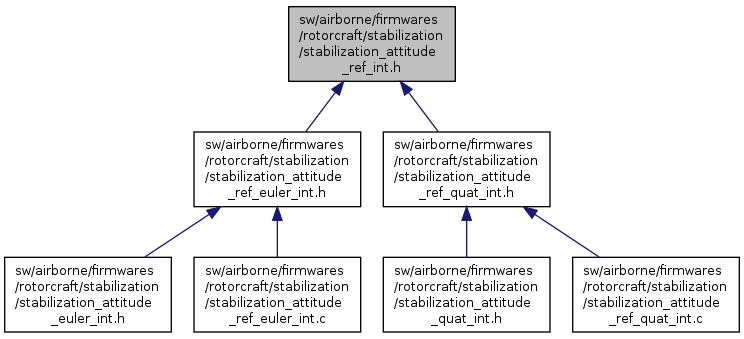 sw/airborne/firmwares
/rotorcraft/stabilization
/stabilization_attitude
_ref_int.h
sw/airborne/firmwares
/rotorcraft/stabilization
/stabilization_attitude
_ref_euler_int.h
sw/airborne/firmwares
/rotorcraft/stabilization
/stabilization_attitude
_ref_quat_int.h
sw/airborne/firmwares
/rotorcraft/stabilization
/stabilization_attitude
_euler_int.h
sw/airborne/firmwares
/rotorcraft/stabilization
/stabilization_attitude
_ref_euler_int.c
sw/airborne/firmwares
/rotorcraft/stabilization
/stabilization_attitude
_quat_int.h
sw/airborne/firmwares
/rotorcraft/stabilization
/stabilization_attitude
_ref_quat_int.c